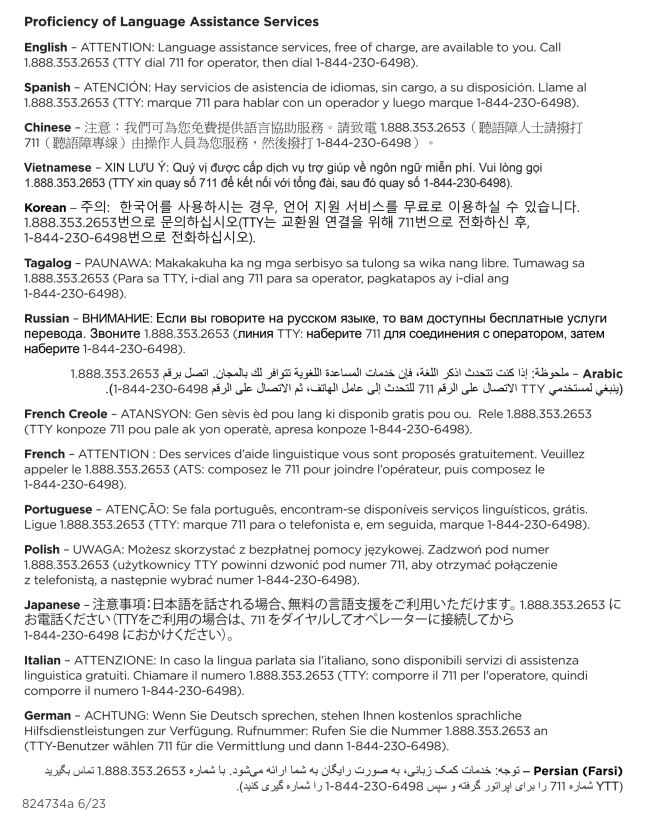 Proficiency of Language Assistance Services
English – ATTENTION: Language assistance services, free of charge, are available to you. Call
1.888.353.2653 (TTY dial 711 for operator, then dial 1-844-230-6498).
Spanish – ATENCIÓN: Hay servicios de asistencia de idiomas, sin cargo, a su disposición. Llame al
1.888.353.2653 (TTY: marque 711 para hablar con un operador y luego marque 1-844-230-6498).
Chinese – 注意：我們可為您免費提供語言協助服務。請致電 1.888.353.2653（聽語障人士請撥打
711（聽語障專線）由操作人員為您服務，然後撥打 1-844-230-6498）。
Vietnamese – XIN LƯU Ý: Quý vị được cấp dịch vụ trợ giúp về ngôn ngữ miễn phí. Vui lòng gọi
1.888.353.2653 (TTY xin quay số 711 để kết nối với tổng đài, sau đó quay số 1-844-230-6498).
Korean – 주의: 한국어를 사용하시는 경우, 언어 지원 서비스를 무료로 이용하실 수 있습니다.
1.888.353.2653번으로 문의하십시오(TTY는 교환원 연결을 위해 711번으로 전화하신 후,
1-844-230-6498번으로 전화하십시오).
Tagalog – PAUNAWA: Makakakuha ka ng mga serbisyo sa tulong sa wika nang libre. Tumawag sa
1.888.353.2653 (Para sa TTY, i-dial ang 711 para sa operator, pagkatapos ay i-dial ang
1-844-230-6498).
Russian – ВНИМАНИЕ: Если вы говорите на русском языке, то вам доступны бесплатные услуги
перевода. Звоните 1.888.353.2653 (линия TTY: наберите 711 для соединения с оператором, затем
наберите 1-844-230-6498).
Arabic – ملحوظة: إذا كنت تتحدث اذكر اللغة، فإن خدمات المساعدة اللغوية تتوافر لك بالمجان. اتصل برقم 1.888.353.2653
(ينبغي لمستخدمي TTY الاتصال على الرقم 711 للتحدث إلى عامل الهاتف، ثم الاتصال على الرقم 1-844-230-6498).
French Creole – ATANSYON: Gen sèvis èd pou lang ki disponib gratis pou ou. Rele 1.888.353.2653
(TTY konpoze 711 pou pale ak yon operatè, apresa konpoze 1-844-230-6498).
French – ATTENTION : Des services d'aide linguistique vous sont proposés gratuitement. Veuillez
appeler le 1.888.353.2653 (ATS: composez le 711 pour joindre l'opérateur, puis composez le
1-844-230-6498).
Portuguese – ATENÇÃO: Se fala português, encontram-se disponíveis serviços linguísticos, grátis.
Ligue 1.888.353.2653 (TTY: marque 711 para o telefonista e, em seguida, marque 1-844-230-6498).
Polish – UWAGA: Możesz skorzystać z bezpłatnej pomocy językowej. Zadzwoń pod numer
1.888.353.2653 (użytkownicy TTY powinni dzwonić pod numer 711, aby otrzymać połączenie
z telefonistą, a następnie wybrać numer 1-844-230-6498).
Japanese – 注意事項：日本語を話される場合、無料の言語支援をご利用いただけます。1.888.353.2653 に
お電話ください（TTYをご利用の場合は、711 をダイヤルしてオペレーターに接続してから
1-844-230-6498 におかけください）。
Italian – ATTENZIONE: In caso la lingua parlata sia l'italiano, sono disponibili servizi di assistenza
linguistica gratuiti. Chiamare il numero 1.888.353.2653 (TTY: comporre il 711 per l'operatore, quindi
comporre il numero 1-844-230-6498).
German – ACHTUNG: Wenn Sie Deutsch sprechen, stehen Ihnen kostenlos sprachliche
Hilfsdienstleistungen zur Verfügung. Rufnummer: Rufen Sie die Nummer 1.888.353.2653 an
(TTY-Benutzer wählen 711 für die Vermittlung und dann 1-844-230-6498).
Persian (Farsi) – توجه: خدمات کمک زبانی، به صورت رایگان به شما ارائه می‌شود. با شماره 1.888.353.2653 تماس بگیرید
(YTT شماره 711 را برای اپراتور گرفته و سپس 1-844-230-6498 را شماره گیری کنید).
824734a 6/23